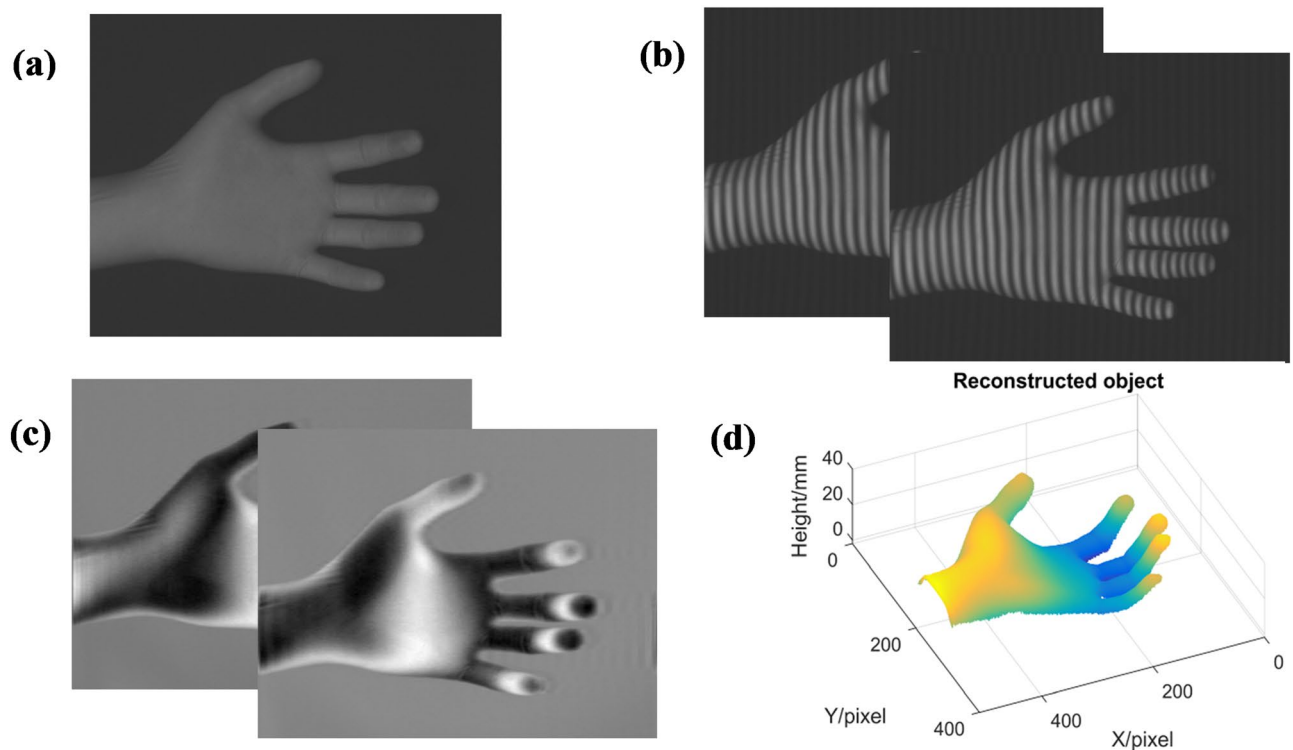 (a)
(b)
(c)
(d)
Reconstructed object
Height/mm
40
20
0
0
200
400
Y/pixel
400
200
0
X/pixel